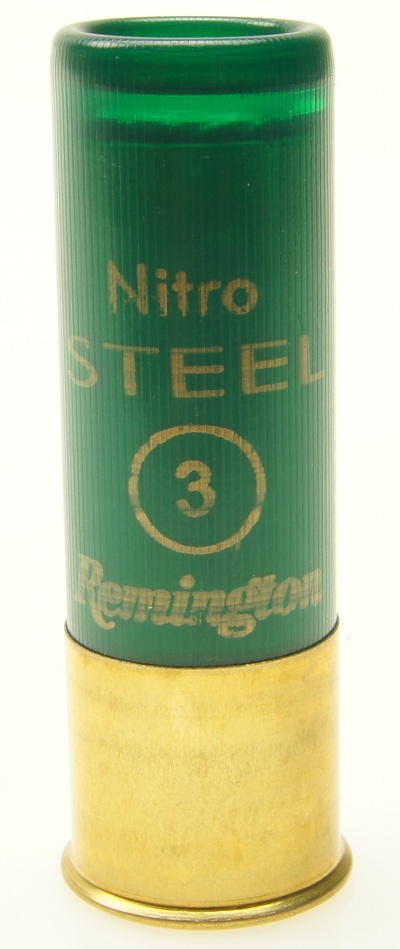 Nitro
STEEL
3
Remington